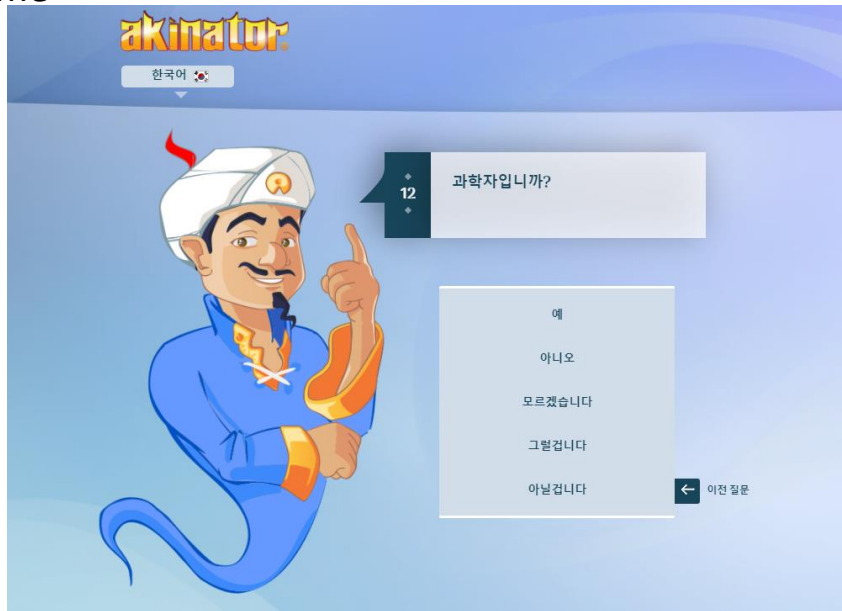 akinator
한국어
12
과학자입니까?
예
아니오
모르겠습니다
그럴겁니다
아닐겁니다
이전 질문